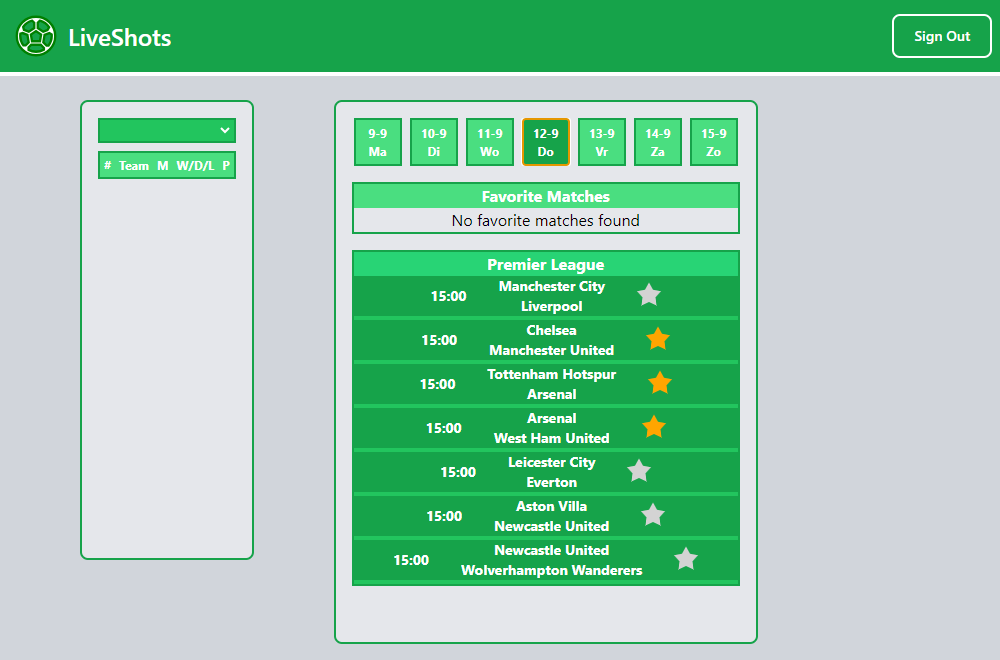 LiveShots
Sign Out
# Team M W/D/L P
9-9 10-9 11-9 12-9 13-9 14-9 15-9
Ma Di Wo Do Vr Za Zo
Favorite Matches
No favorite matches found
Premier League
15:00
Manchester City
Liverpool
15:00
Chelsea
Manchester United
15:00
Tottenham Hotspur
Arsenal
15:00
Arsenal
West Ham United
15:00
Leicester City
Everton
15:00
Aston Villa
Newcastle United
15:00
Newcastle United
Wolverhampton Wanderers